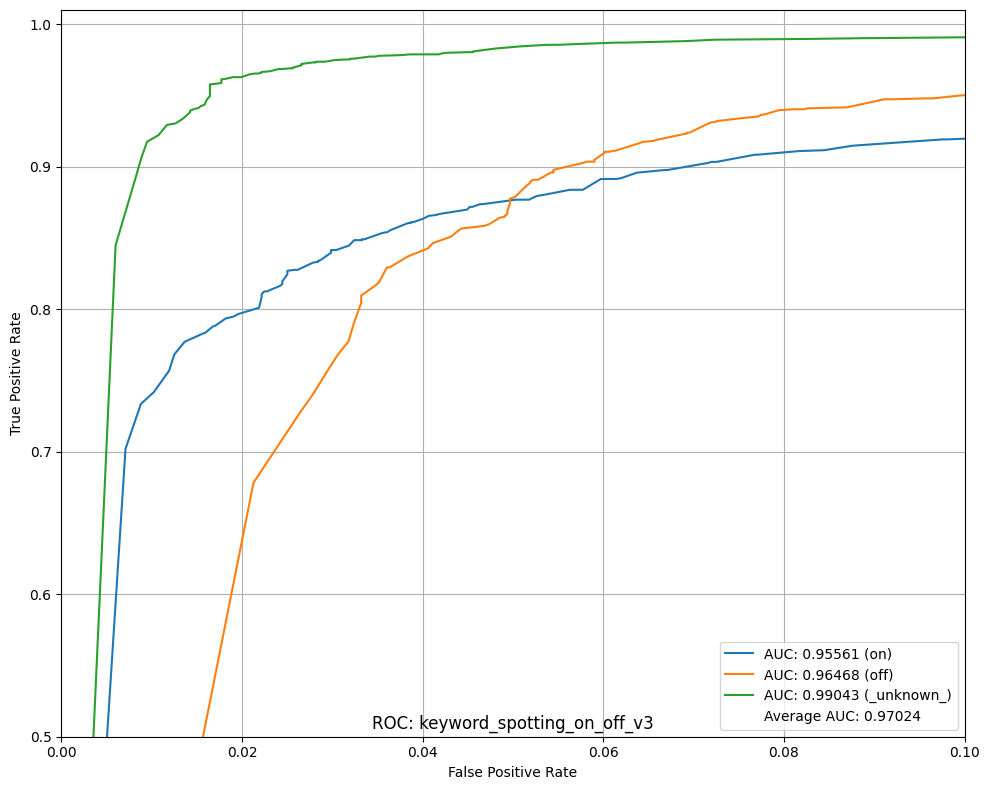 1.0
0.9
0.8
0.7
0.6
0.5
True Positive Rate
0.00 0.02 0.04 0.06 0.08 0.10
False Positive Rate
ROC: keyword_spotting_on_off_v3
AUC: 0.95561 (on)
AUC: 0.96468 (off)
AUC: 0.99043 (_unknown_)
Average AUC: 0.97024